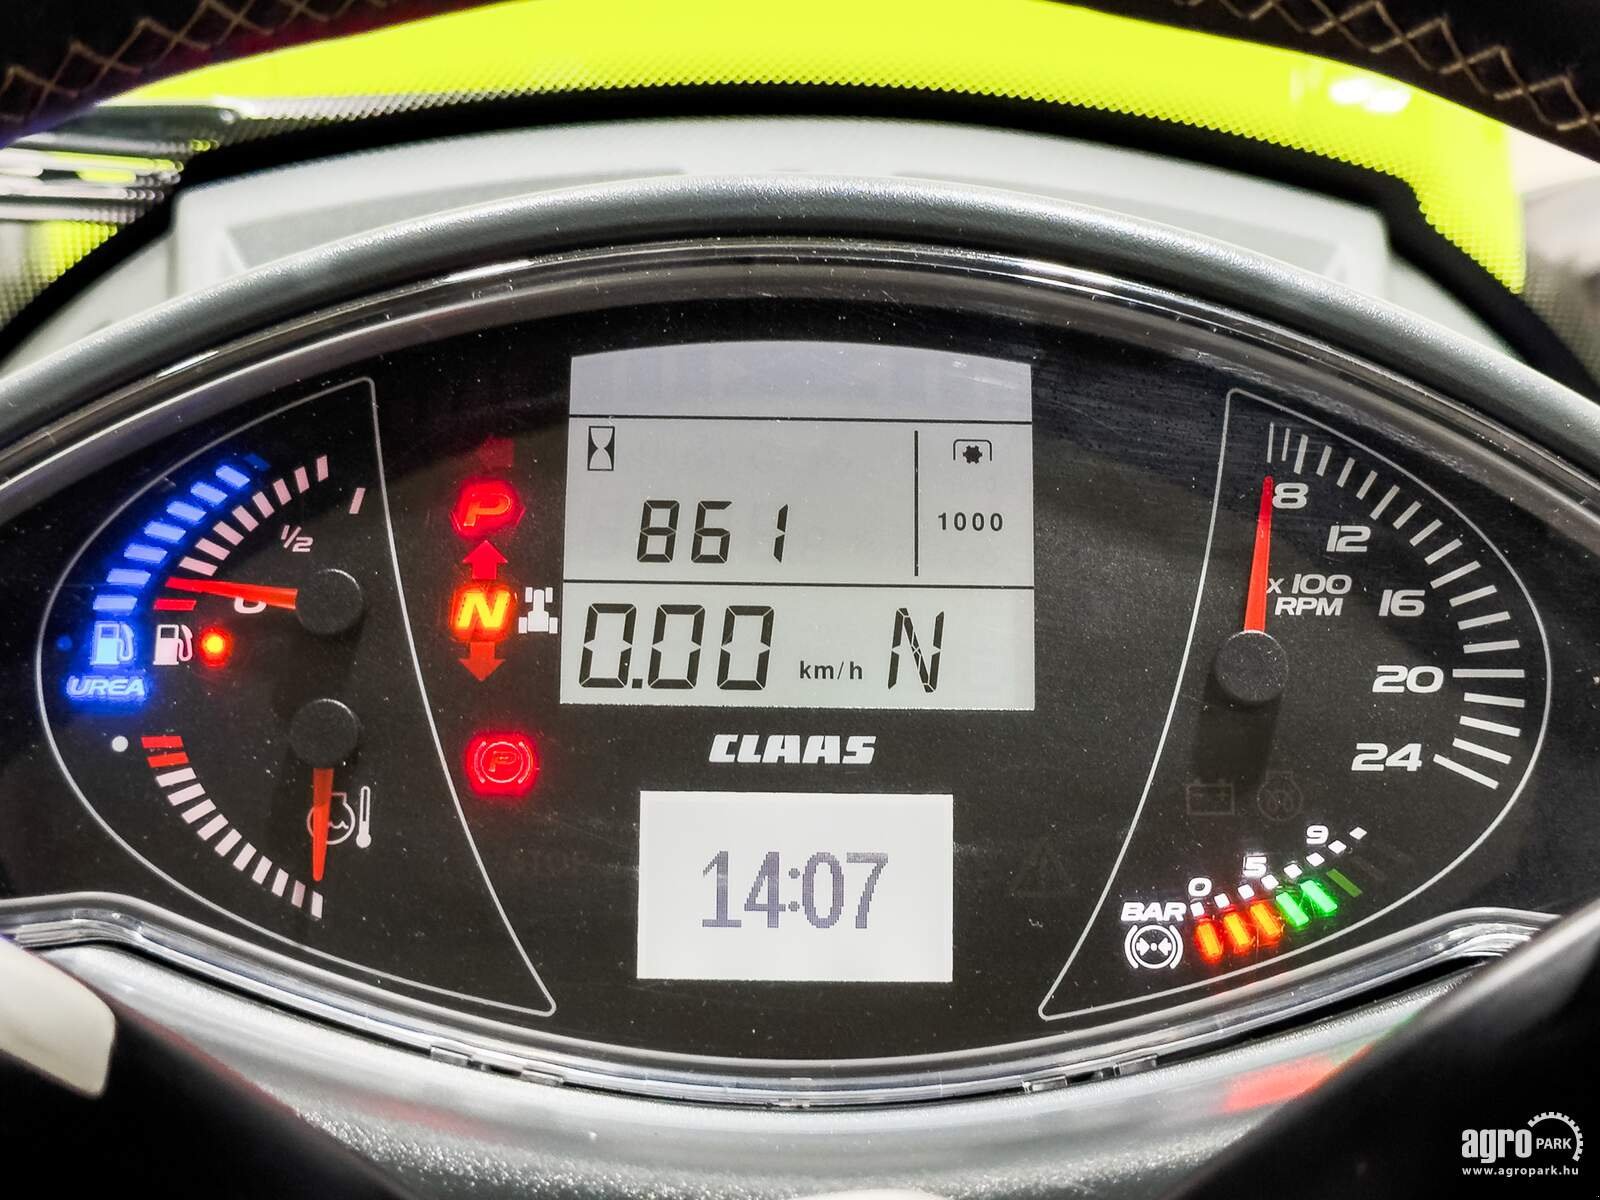 861
1000
0.00 km/h N
CLAAS
14:07
1
1/2
0
UREA
P
N
P
8
12
x 100
RPM
16
20
24
9
5
0
BAR
agro PARK
www.agropark.hu